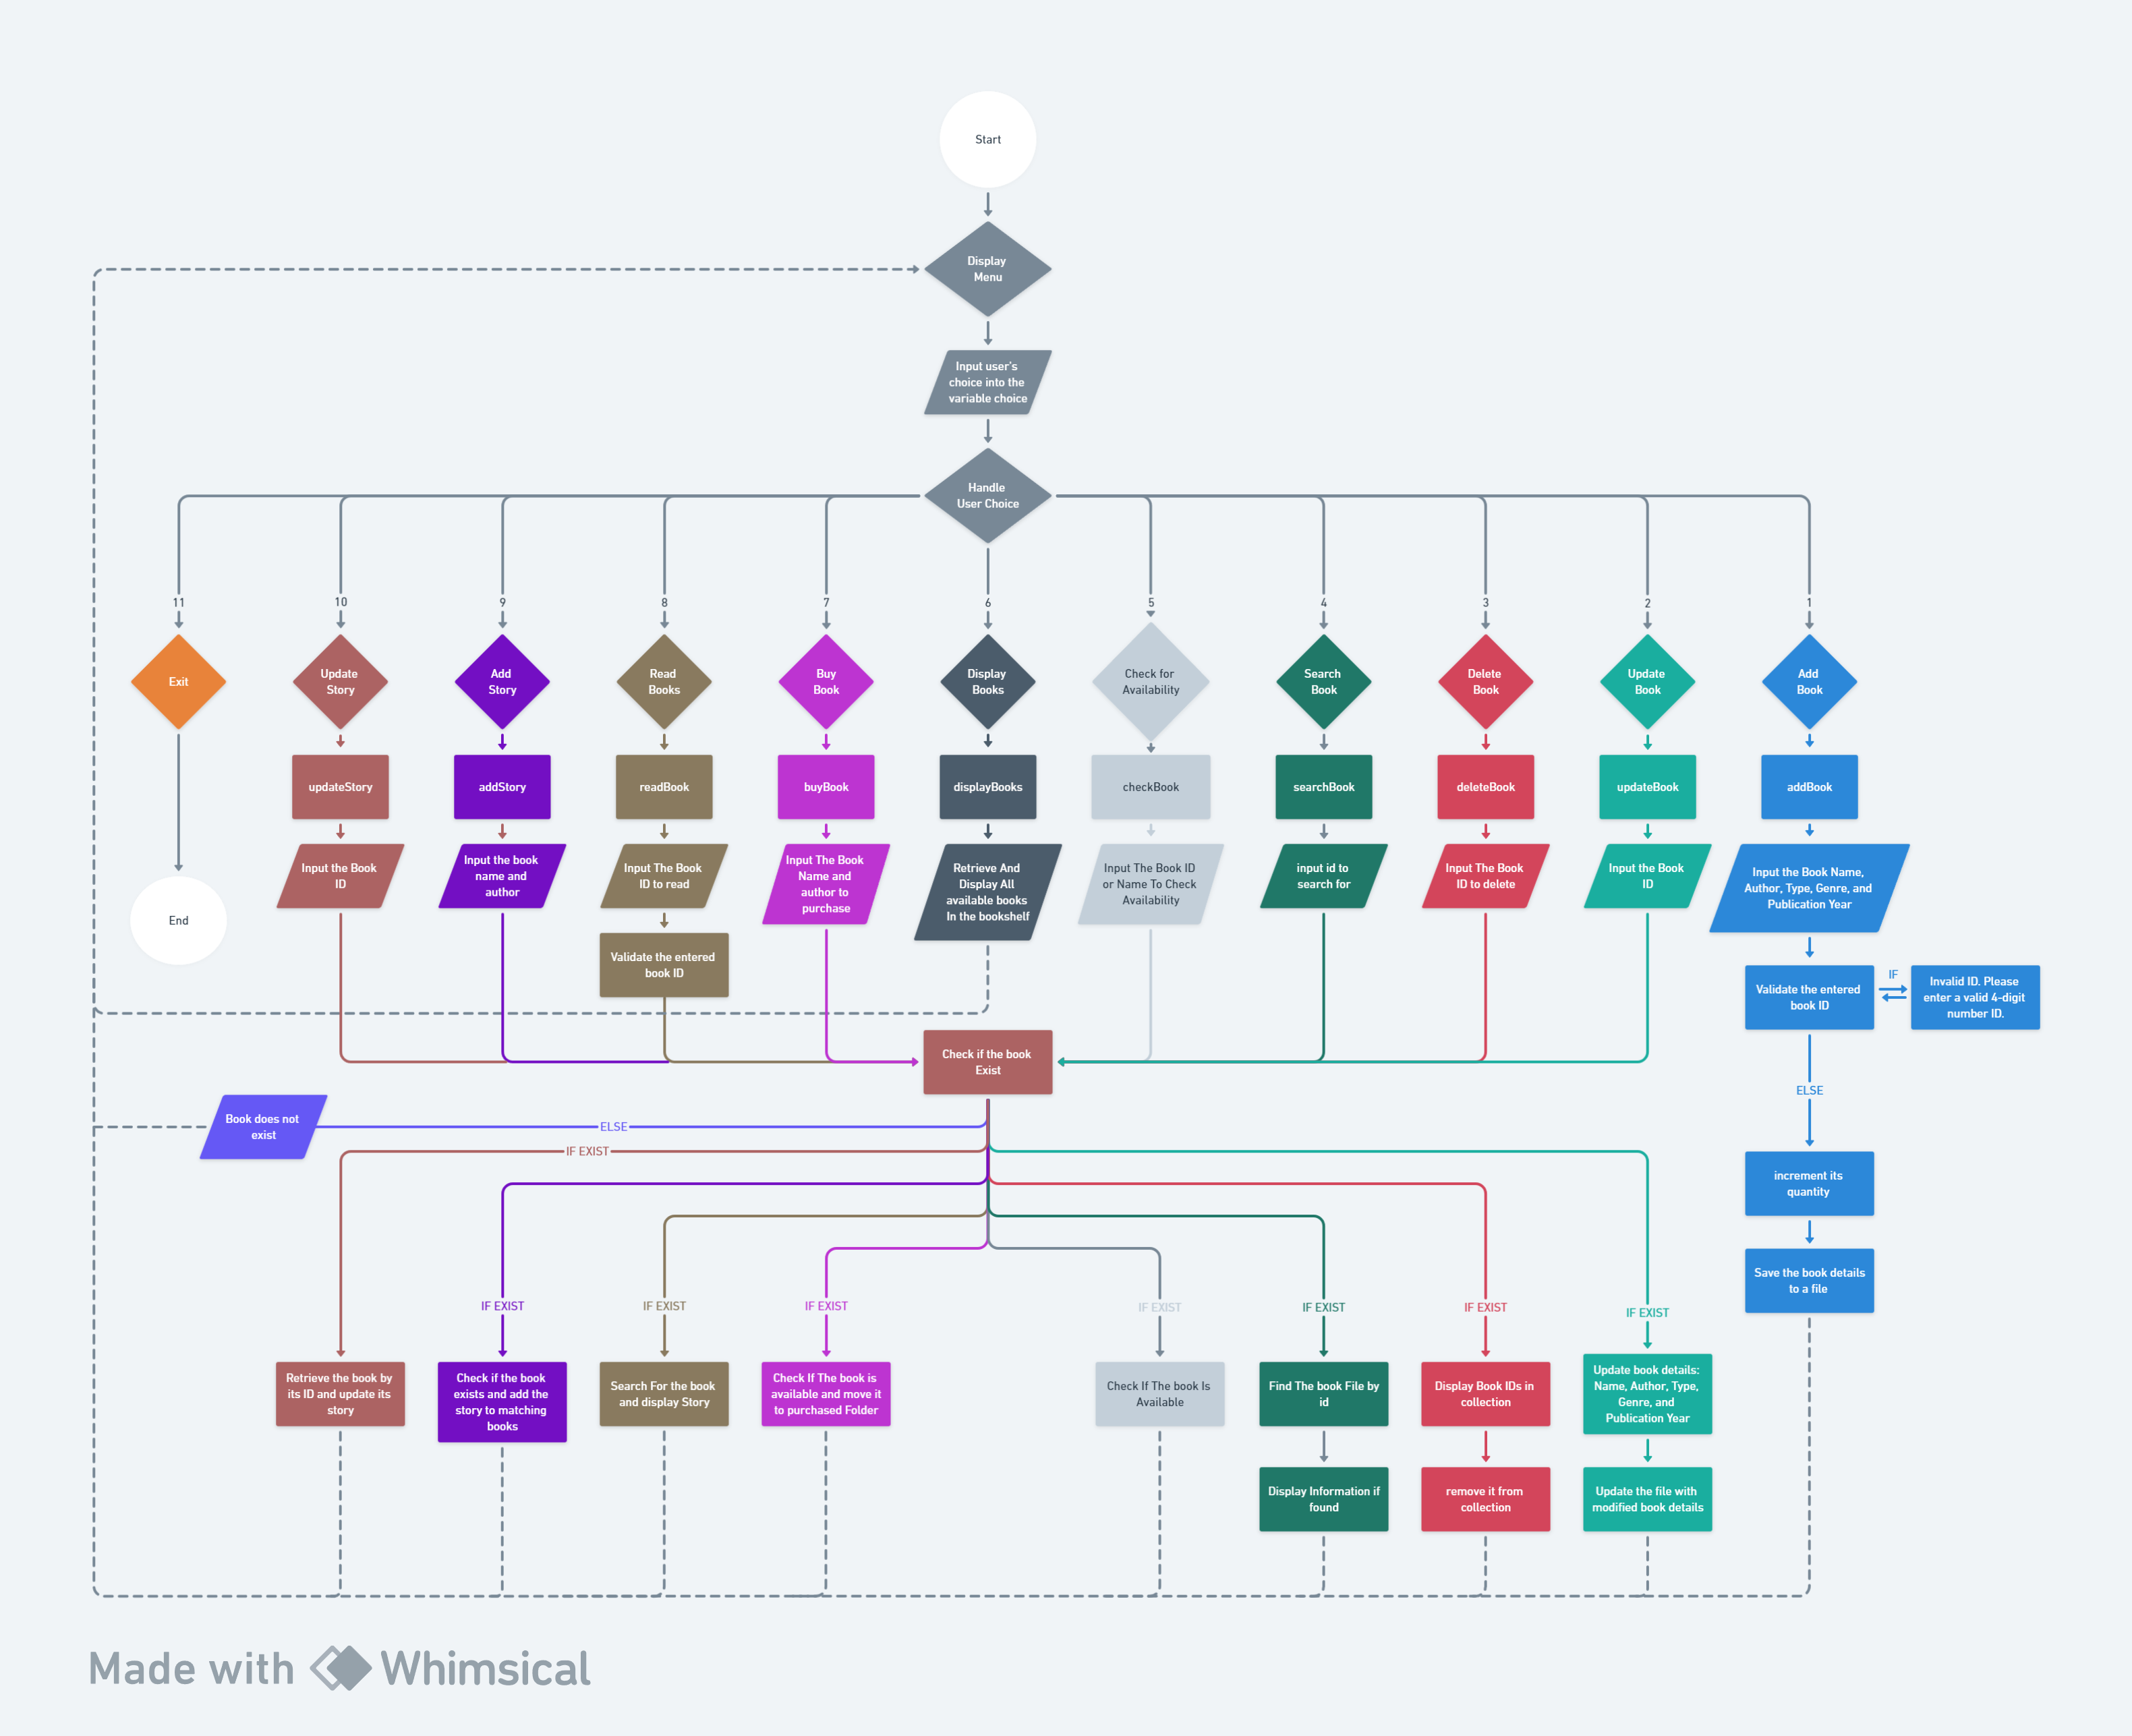 Start
Display
Menu
Input user's
choice into the
variable choice
Handle
User Choice
11
10
9
8
7
6
5
4
3
2
1
Exit
Update
Story
Add
Story
Read
Books
Buy
Book
Display
Books
Check for
Availability
Search
Book
Delete
Book
Update
Book
Add
Book
updateStory
addStory
readBook
buyBook
displayBooks
checkBook
searchBook
deleteBook
updateBook
addBook
Input the Book
ID
Input the book
name and
author
Input The Book
ID to read
Input The Book
Name and
author to
purchase
Retrieve And
Display All
available books
In the bookshelf
Input The Book ID
or Name To Check
Availability
input id to
search for
Input The Book
ID to delete
Input the Book
ID
Input the Book Name,
Author, Type, Genre, and
Publication Year
End
Validate the entered
book ID
Validate the entered
book ID
IF
Invalid ID. Please
enter a valid 4-digit
number ID.
Check if the book
Exist
ELSE
Book does not
exist
ELSE
IF EXIST
increment its
quantity
Save the book details
to a file
IF EXIST
IF EXIST
IF EXIST
IF EXIST
IF EXIST
IF EXIST
IF EXIST
Retrieve the book by
its ID and update its
story
Check if the book
exists and add the
story to matching
books
Search For the book
and display Story
Check If The book is
available and move it
to purchased Folder
Check If The book Is
Available
Find The book File by
id
Display Book IDs in
collection
Update book details:
Name, Author, Type,
Genre, and
Publication Year
Display Information if
found
remove it from
collection
Update the file with
modified book details
Made with Whimsical